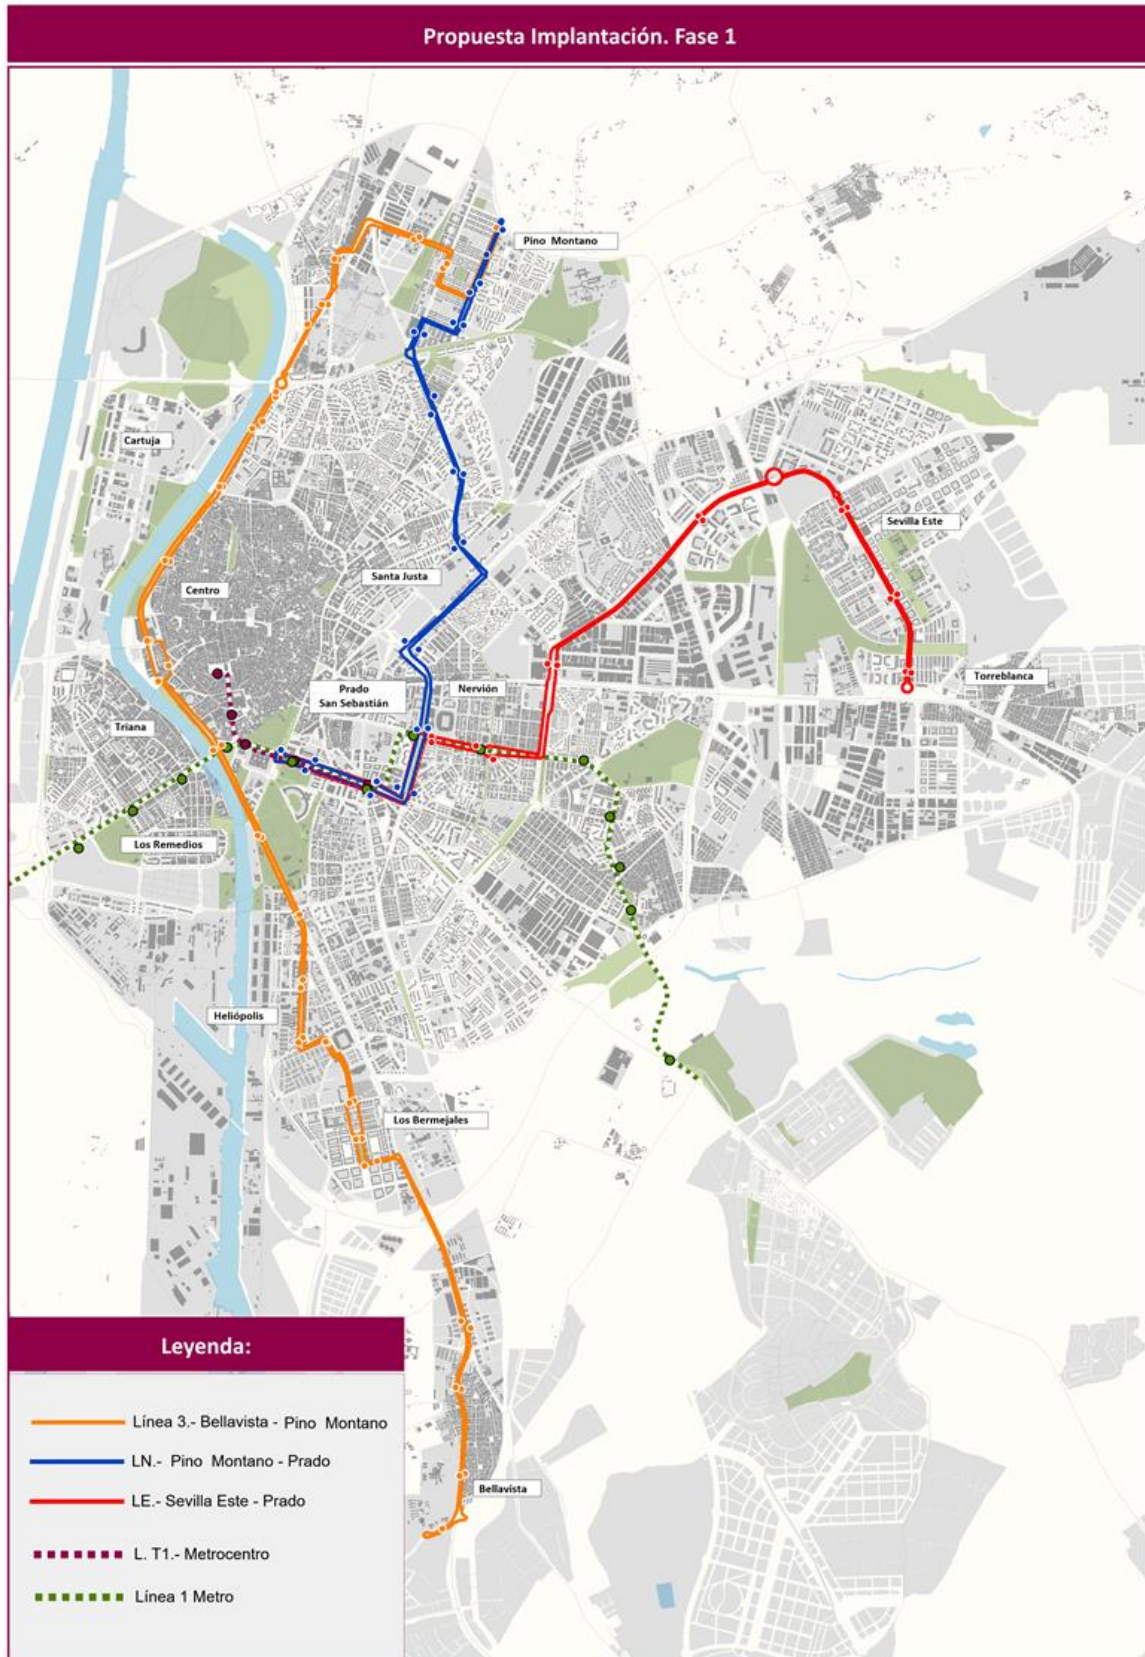 Propuesta Implantación. Fase 1
Pino Montano
Cartuja
Sevilla Este
Santa Justa
Centro
Torreblanca
Prado
San Sebastián
Nervión
Triana
Los Remedios
Heliópolis
Los Bermejales
Bellavista
Leyenda:
Línea 3.- Bellavista - Pino Montano
LN.- Pino Montano - Prado
LE.- Sevilla Este - Prado
L. T1.- Metrocentro
Línea 1 Metro